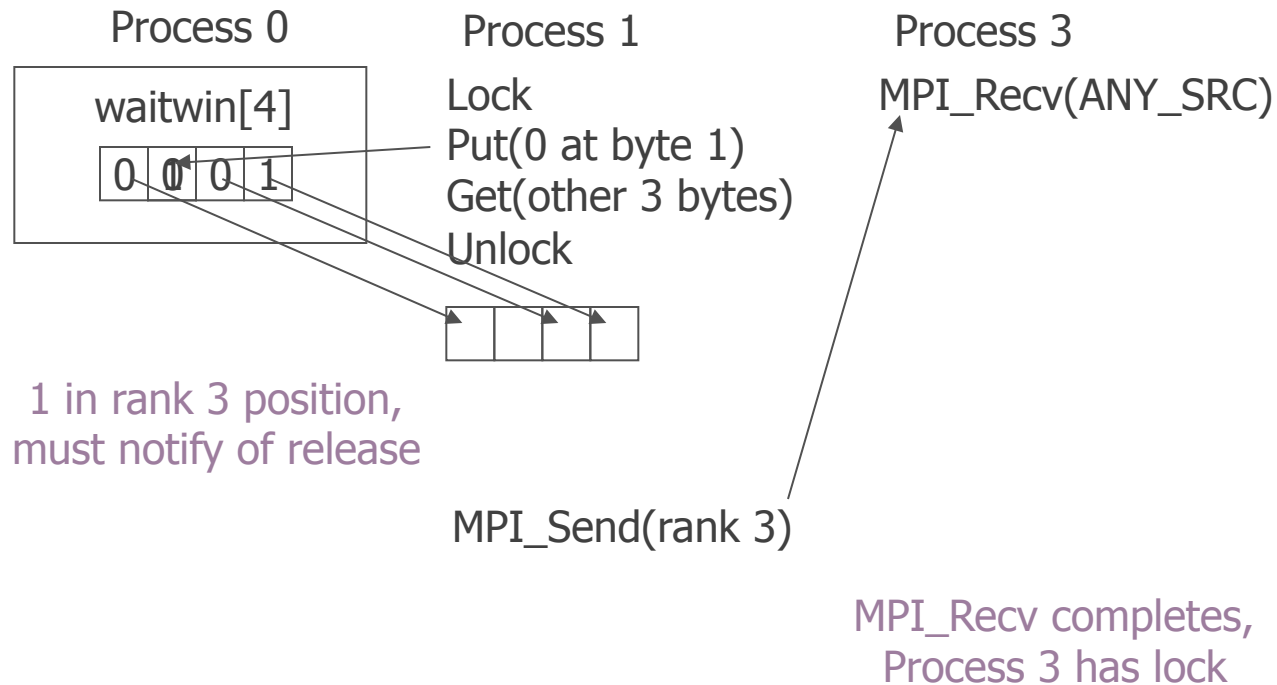 Process 0
Process 1
Process 3
waitwin[4]
0 0 1 0 1
Lock
Put(0 at byte 1)
Get(other 3 bytes)
Unlock
MPI_Recv(ANY_SRC)
1 in rank 3 position,
must notify of release
MPI_Send(rank 3)
MPI_Recv completes,
Process 3 has lock